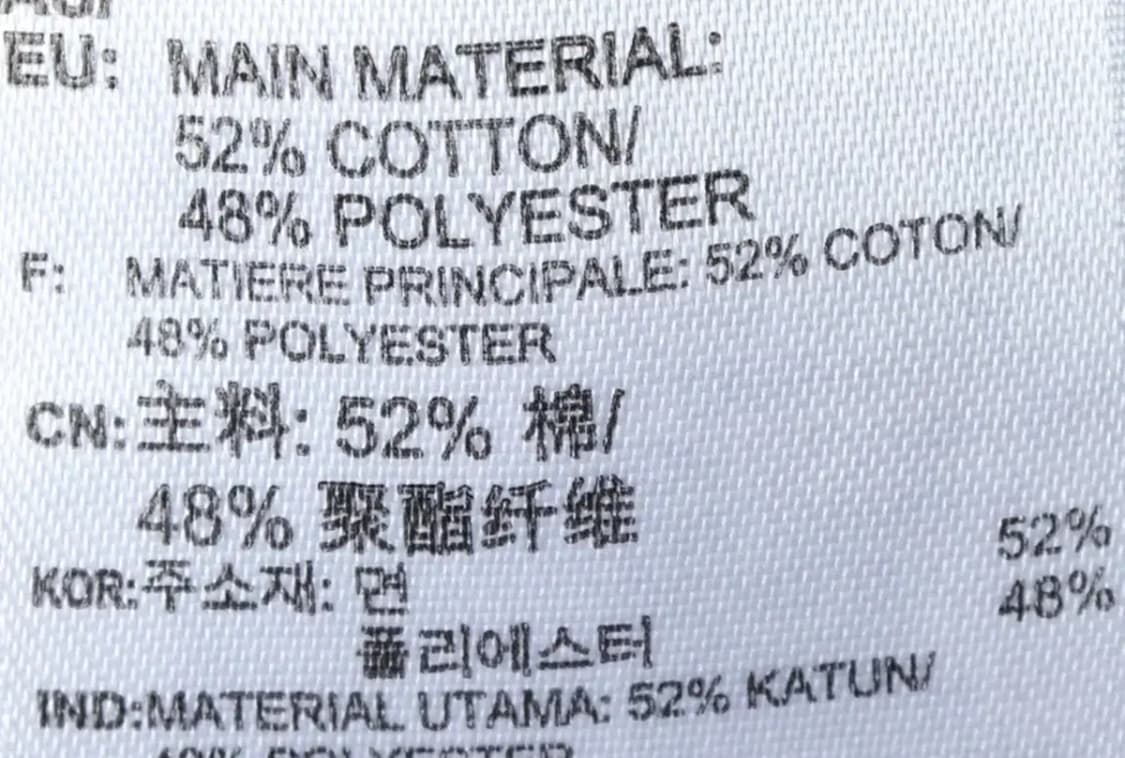 EU: MAIN MATERIAL:
52% COTTON/
48% POLYESTER
F: MATIERE PRINCIPALE: 52% COTON/
48% POLYESTER
CN:主料: 52% 棉/
48% 聚酯纤维
KOR:주소재: 면 52%
폴리에스터 48%
IND:MATERIAL UTAMA: 52% KATUN/
48% POLYESTER